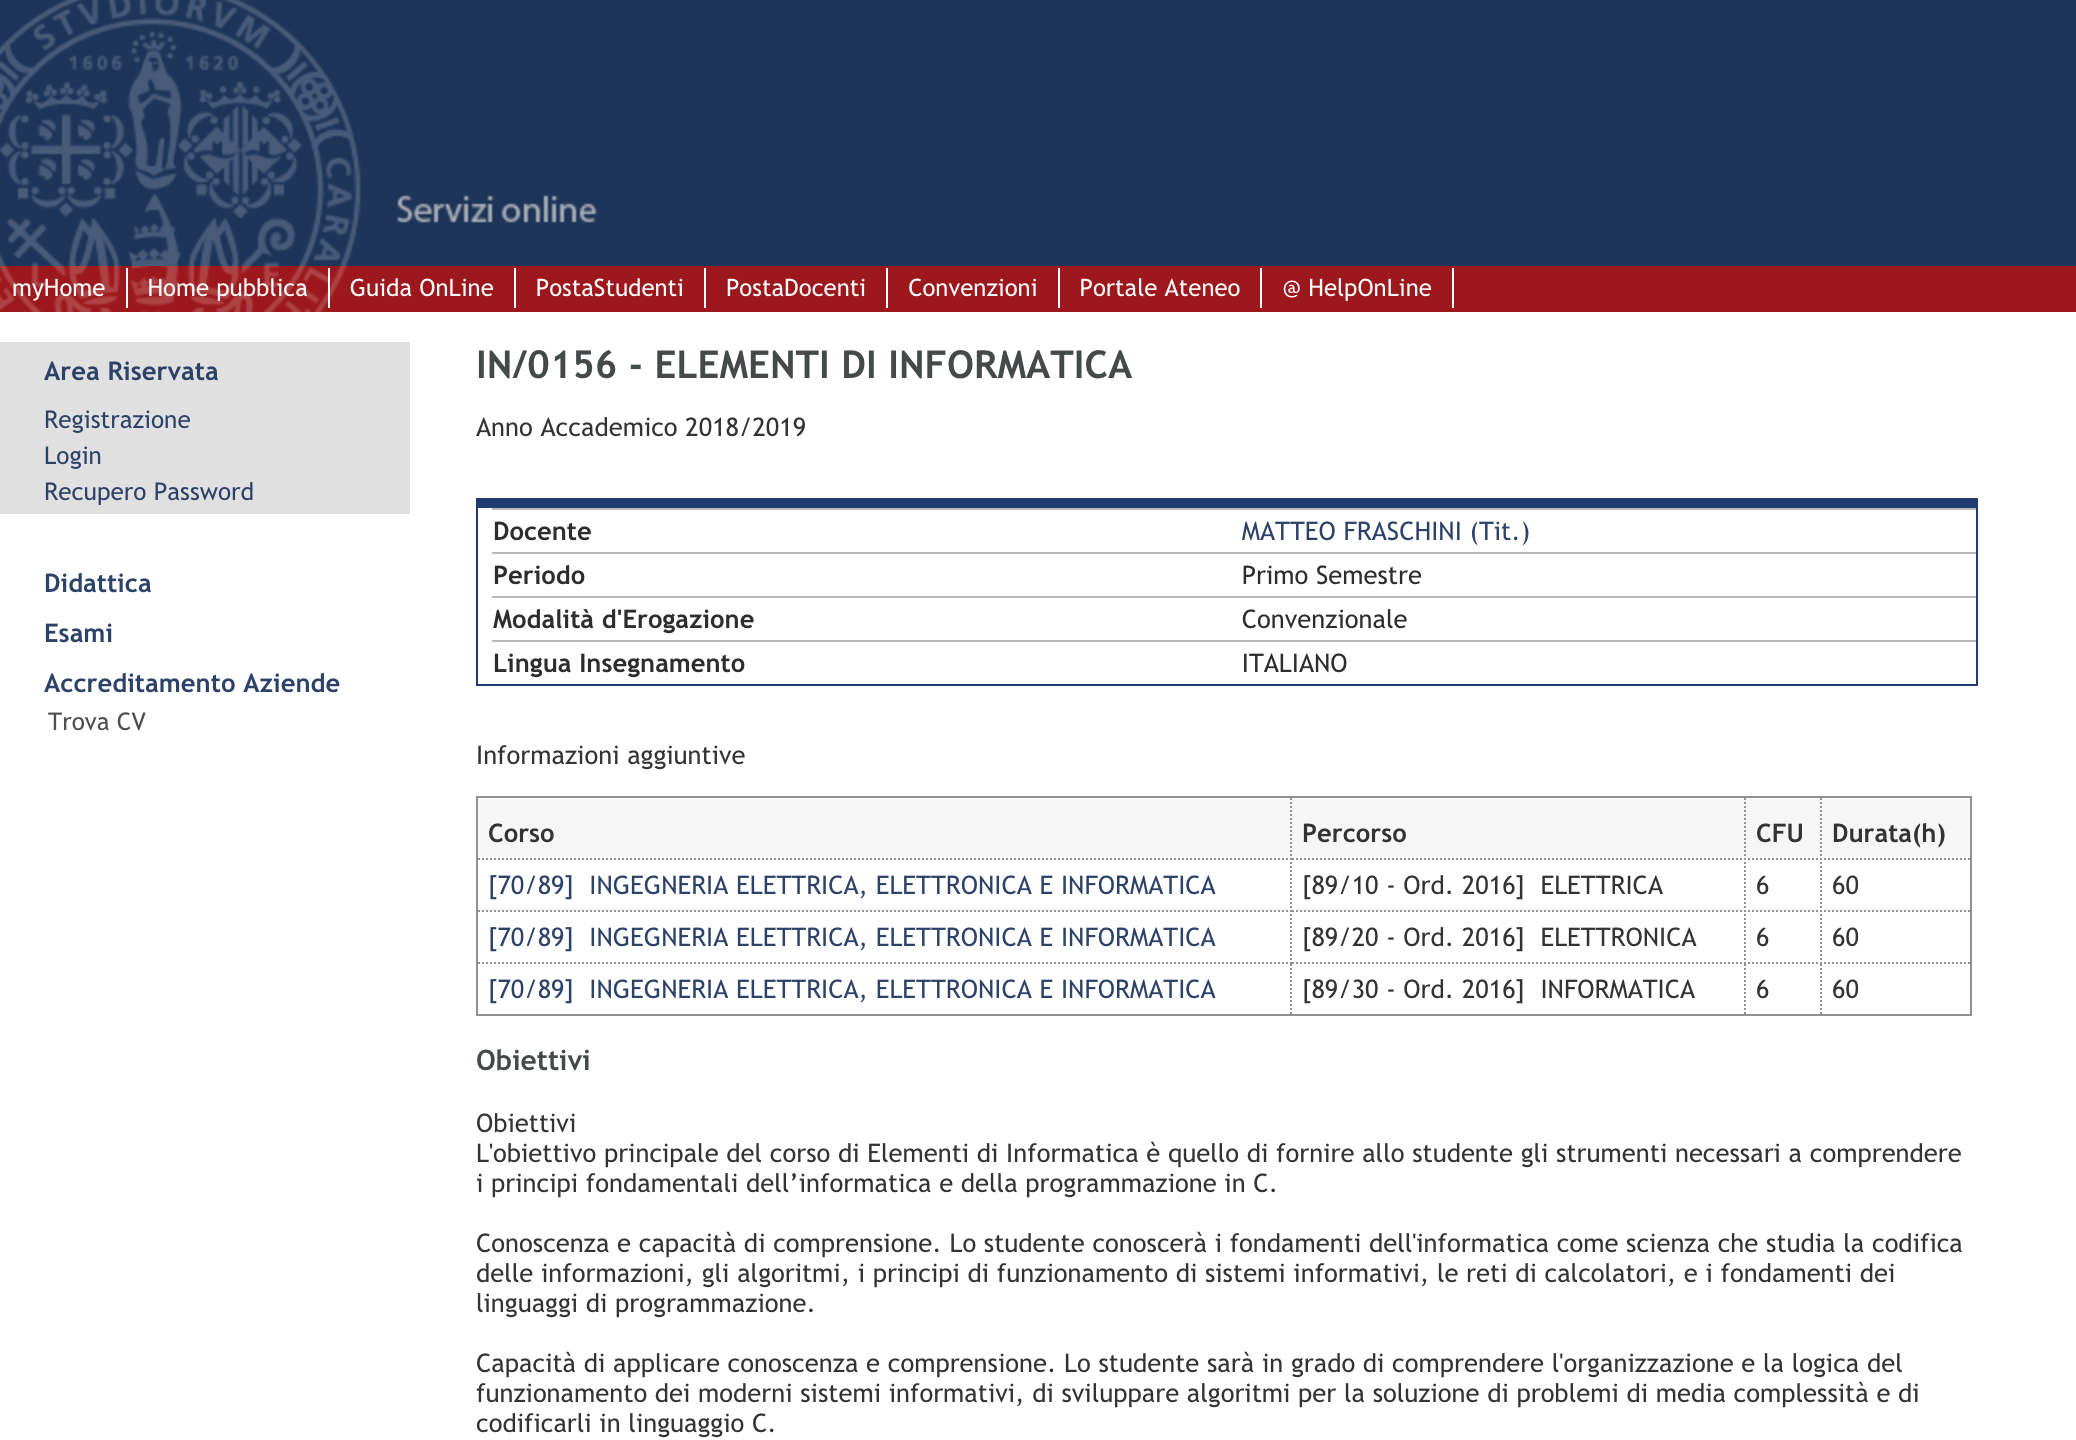 STVDIORVM
1606 1620
CARAL
Servizi online
myHome
Home pubblica
Guida OnLine
PostaStudenti
PostaDocenti
Convenzioni
Portale Ateneo
@ HelpOnLine
Area Riservata
Registrazione
Login
Recupero Password
Didattica
Esami
Accreditamento Aziende
Trova CV
IN/0156 - ELEMENTI DI INFORMATICA
Anno Accademico 2018/2019
Docente MATTEO FRASCHINI (Tit.)
Periodo Primo Semestre
Modalità d'Erogazione Convenzionale
Lingua Insegnamento ITALIANO
Informazioni aggiuntive
Corso Percorso CFU Durata(h)
[70/89] INGEGNERIA ELETTRICA, ELETTRONICA E INFORMATICA [89/10 - Ord. 2016] ELETTRICA 6 60
[70/89] INGEGNERIA ELETTRICA, ELETTRONICA E INFORMATICA [89/20 - Ord. 2016] ELETTRONICA 6 60
[70/89] INGEGNERIA ELETTRICA, ELETTRONICA E INFORMATICA [89/30 - Ord. 2016] INFORMATICA 6 60
Obiettivi
Obiettivi
L'obiettivo principale del corso di Elementi di Informatica è quello di fornire allo studente gli strumenti necessari a comprendere
i principi fondamentali dell’informatica e della programmazione in C.
Conoscenza e capacità di comprensione. Lo studente conoscerà i fondamenti dell'informatica come scienza che studia la codifica
delle informazioni, gli algoritmi, i principi di funzionamento di sistemi informativi, le reti di calcolatori, e i fondamenti dei
linguaggi di programmazione.
Capacità di applicare conoscenza e comprensione. Lo studente sarà in grado di comprendere l'organizzazione e la logica del
funzionamento dei moderni sistemi informativi, di sviluppare algoritmi per la soluzione di problemi di media complessità e di
codificarli in linguaggio C.